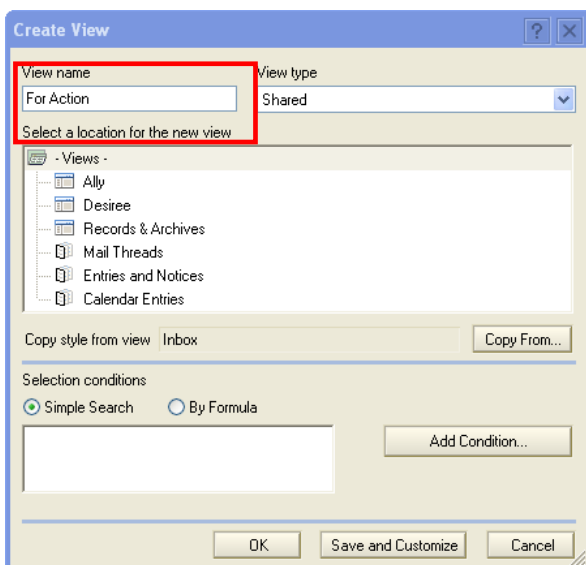 Create View
View name View type
For Action Shared
Select a location for the new view
- Views -
Ally
Desiree
Records & Archives
Mail Threads
Entries and Notices
Calendar Entries
Copy style from view Inbox Copy From...
Selection conditions
Simple Search By Formula
Add Condition...
OK Save and Customize Cancel